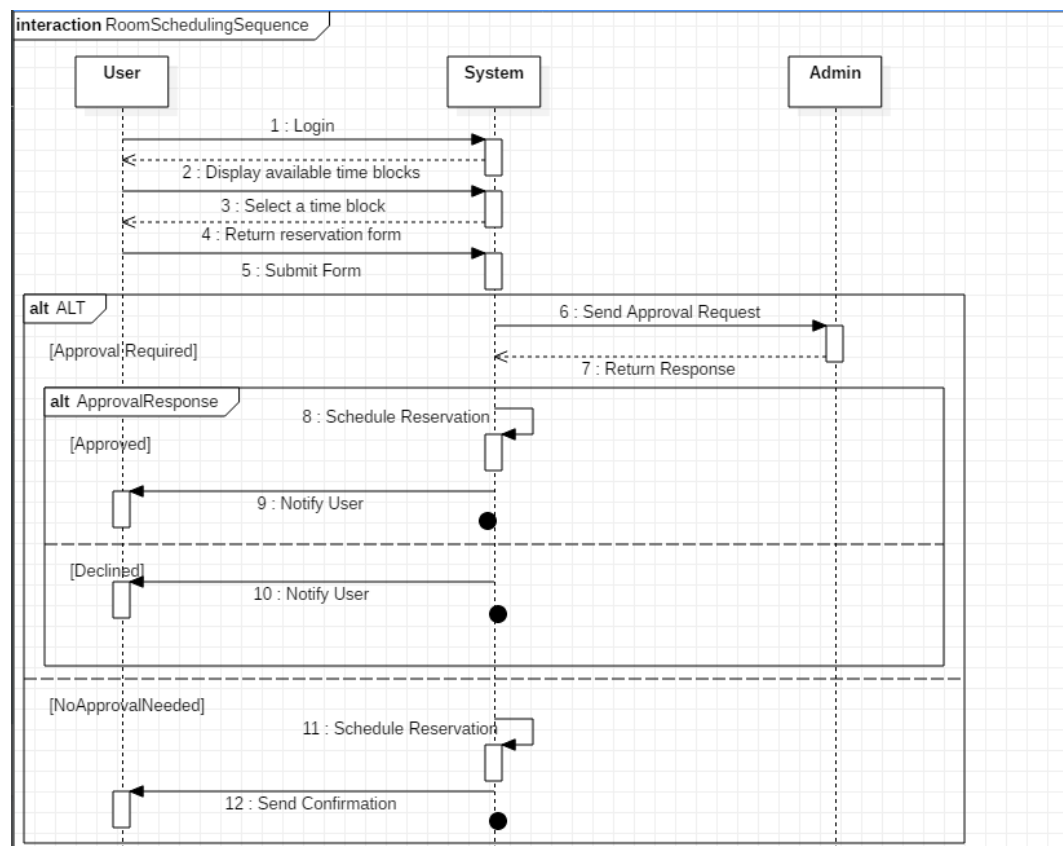 interaction RoomSchedulingSequence
User
System
Admin
1 : Login
2 : Display available time blocks
3 : Select a time block
4 : Return reservation form
5 : Submit Form
alt ALT
6 : Send Approval Request
[Approval Required]
7 : Return Response
alt ApprovalResponse
8 : Schedule Reservation
[Approved]
9 : Notify User
[Declined]
10 : Notify User
[NoApprovalNeeded]
11 : Schedule Reservation
12 : Send Confirmation